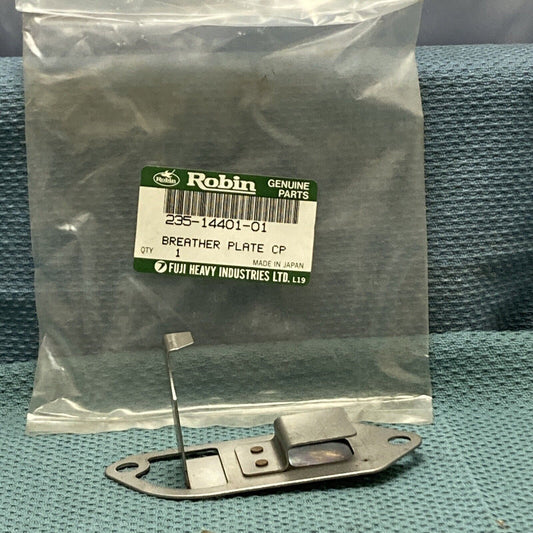 Robin
Robin GENUINE
PARTS
235-14401-01
BREATHER PLATE CP
QTY 1
MADE IN JAPAN
FUJI HEAVY INDUSTRIES LTD. L19